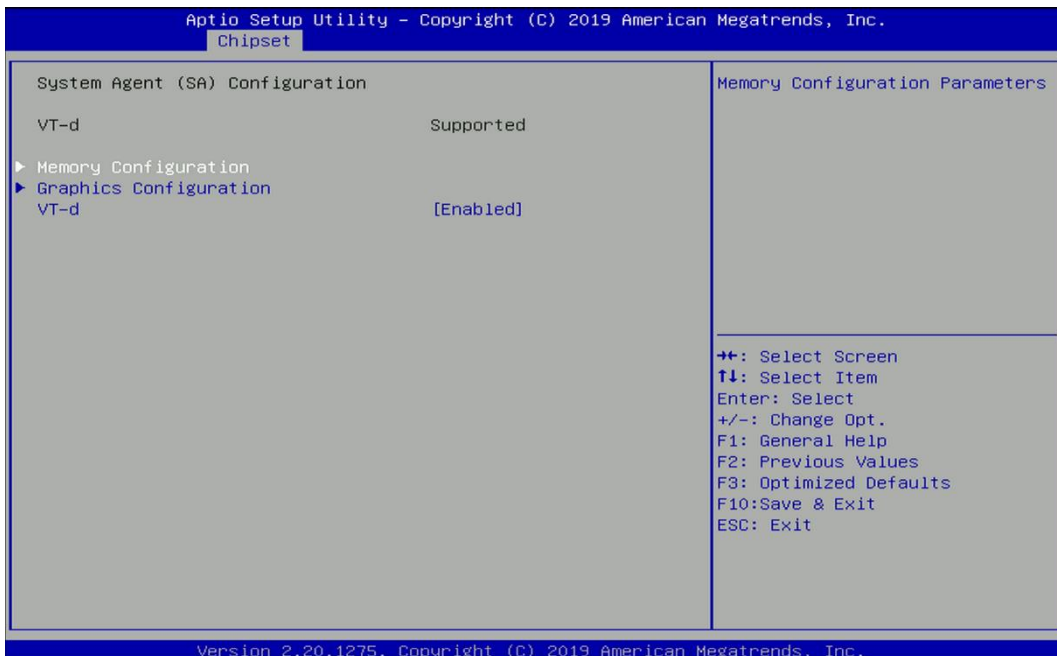 Aptio Setup Utility – Copyright (C) 2019 American Megatrends, Inc.
Chipset
System Agent (SA) Configuration
VT-d Supported
▶ Memory Configuration
▶ Graphics Configuration
VT-d [Enabled]
Memory Configuration Parameters
→←: Select Screen
↑↓: Select Item
Enter: Select
+/-: Change Opt.
F1: General Help
F2: Previous Values
F3: Optimized Defaults
F10:Save & Exit
ESC: Exit
Version 2.20.1275. Copyright (C) 2019 American Megatrends, Inc.